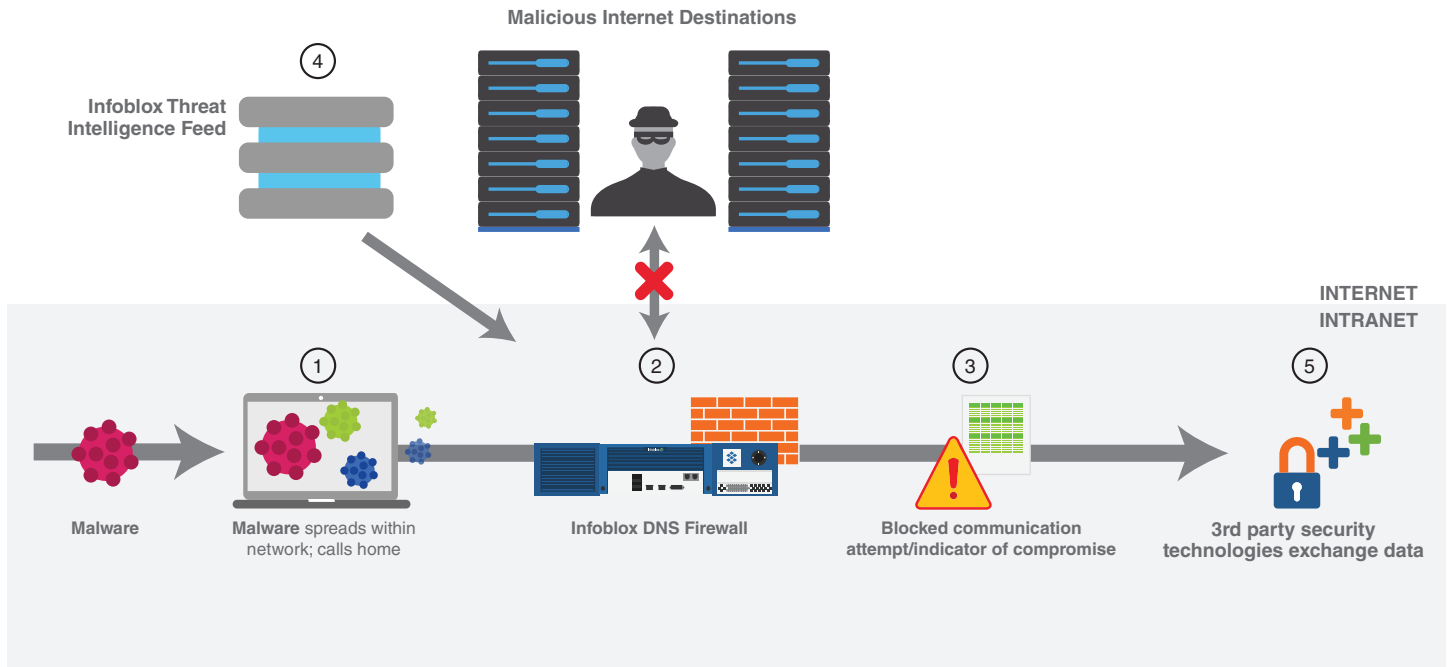 Malicious Internet Destinations
4
Infoblox Threat
Intelligence Feed
INTERNET
INTRANET
1
2
3
5
Malware
Malware spreads within
network; calls home
Infoblox DNS Firewall
Blocked communication
attempt/indicator of compromise
3rd party security
technologies exchange data